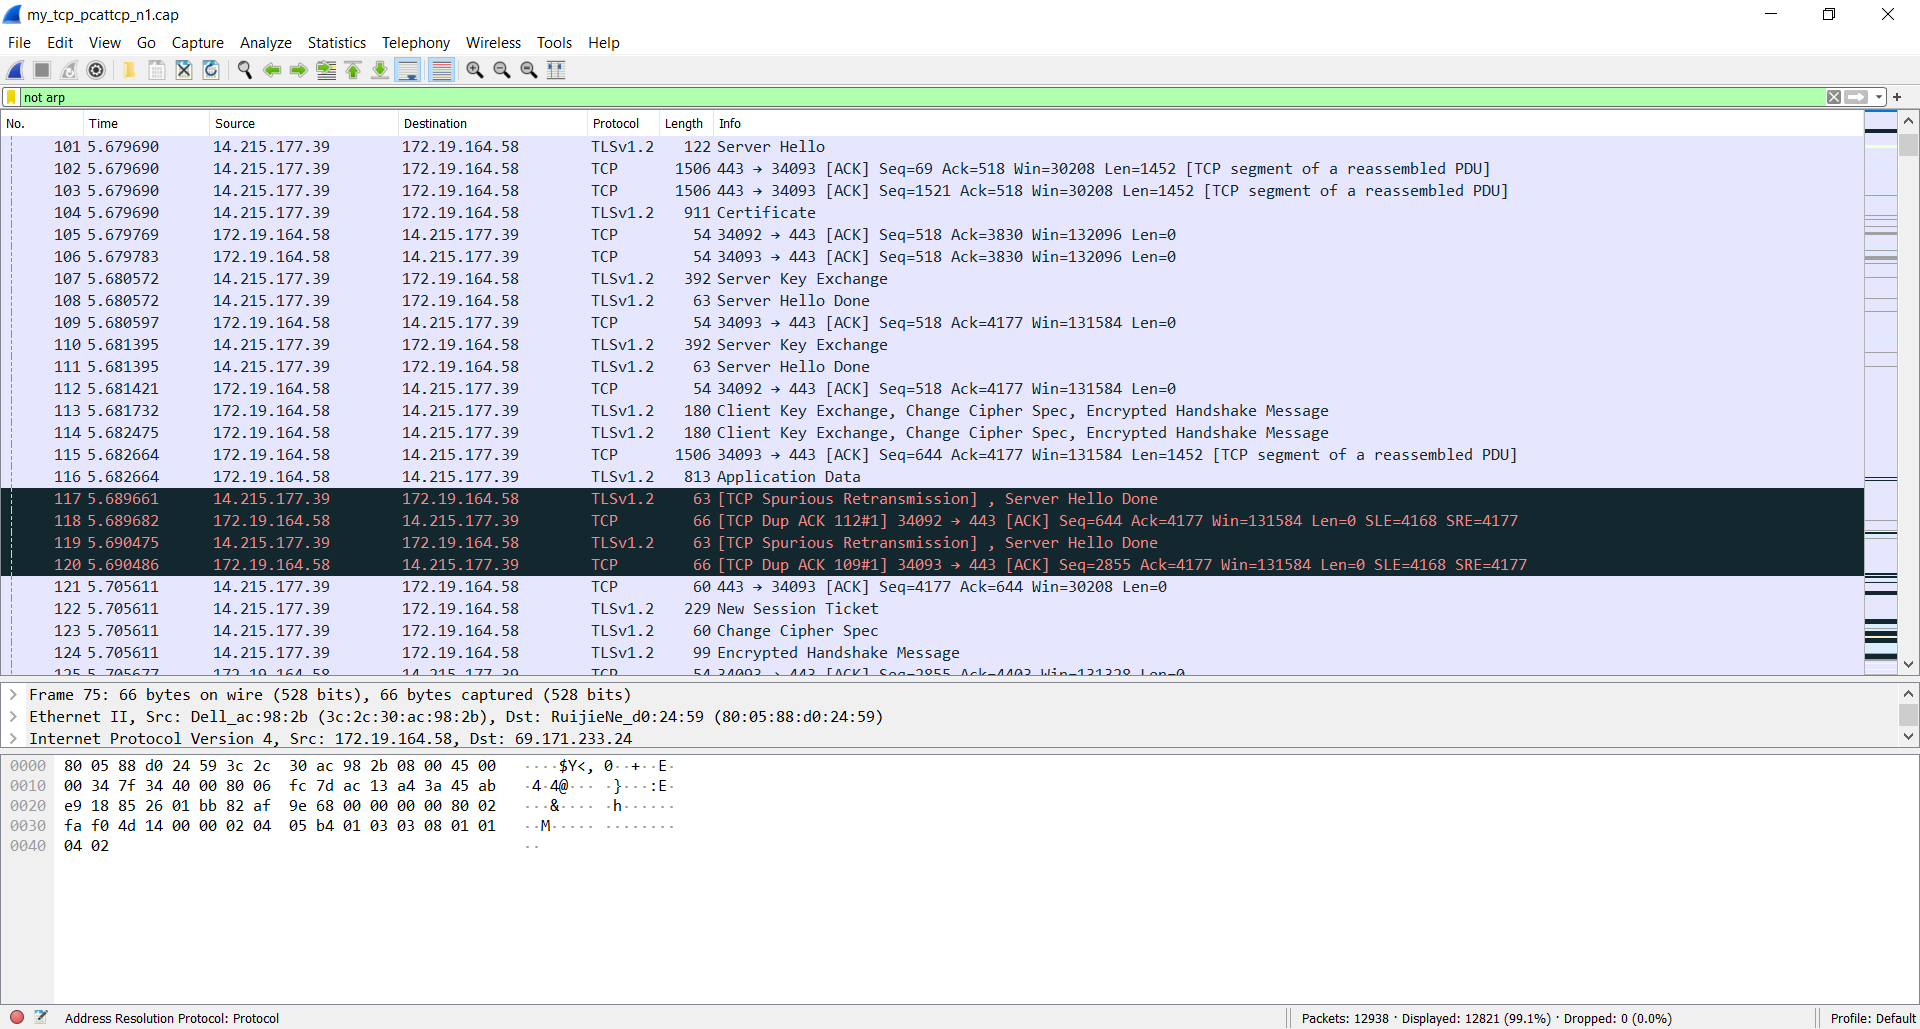 my_tcp_pcattcp_n1.cap
File Edit View Go Capture Analyze Statistics Telephony Wireless Tools Help
not arp
No. Time Source Destination Protocol Length Info
101 5.679690 14.215.177.39 172.19.164.58 TLSv1.2 122 Server Hello
102 5.679690 14.215.177.39 172.19.164.58 TCP 1506 443 → 34093 [ACK] Seq=69 Ack=518 Win=30208 Len=1452 [TCP segment of a reassembled PDU]
103 5.679690 14.215.177.39 172.19.164.58 TCP 1506 443 → 34093 [ACK] Seq=1521 Ack=518 Win=30208 Len=1452 [TCP segment of a reassembled PDU]
104 5.679690 14.215.177.39 172.19.164.58 TLSv1.2 911 Certificate
105 5.679769 172.19.164.58 14.215.177.39 TCP 54 34092 → 443 [ACK] Seq=518 Ack=3830 Win=132096 Len=0
106 5.679783 172.19.164.58 14.215.177.39 TCP 54 34093 → 443 [ACK] Seq=518 Ack=3830 Win=132096 Len=0
107 5.680572 14.215.177.39 172.19.164.58 TLSv1.2 392 Server Key Exchange
108 5.680572 14.215.177.39 172.19.164.58 TLSv1.2 63 Server Hello Done
109 5.680597 172.19.164.58 14.215.177.39 TCP 54 34093 → 443 [ACK] Seq=518 Ack=4177 Win=131584 Len=0
110 5.681395 14.215.177.39 172.19.164.58 TLSv1.2 392 Server Key Exchange
111 5.681395 14.215.177.39 172.19.164.58 TLSv1.2 63 Server Hello Done
112 5.681421 172.19.164.58 14.215.177.39 TCP 54 34092 → 443 [ACK] Seq=518 Ack=4177 Win=131584 Len=0
113 5.681732 172.19.164.58 14.215.177.39 TLSv1.2 180 Client Key Exchange, Change Cipher Spec, Encrypted Handshake Message
114 5.682475 172.19.164.58 14.215.177.39 TLSv1.2 180 Client Key Exchange, Change Cipher Spec, Encrypted Handshake Message
115 5.682664 172.19.164.58 14.215.177.39 TCP 1506 34093 → 443 [ACK] Seq=644 Ack=4177 Win=131584 Len=1452 [TCP segment of a reassembled PDU]
116 5.682664 172.19.164.58 14.215.177.39 TLSv1.2 813 Application Data
117 5.689661 14.215.177.39 172.19.164.58 TLSv1.2 63 [TCP Spurious Retransmission] , Server Hello Done
118 5.689682 172.19.164.58 14.215.177.39 TCP 66 [TCP Dup ACK 112#1] 34092 → 443 [ACK] Seq=644 Ack=4177 Win=131584 Len=0 SLE=4168 SRE=4177
119 5.690475 14.215.177.39 172.19.164.58 TLSv1.2 63 [TCP Spurious Retransmission] , Server Hello Done
120 5.690486 172.19.164.58 14.215.177.39 TCP 66 [TCP Dup ACK 109#1] 34093 → 443 [ACK] Seq=2855 Ack=4177 Win=131584 Len=0 SLE=4168 SRE=4177
121 5.705611 14.215.177.39 172.19.164.58 TCP 60 443 → 34093 [ACK] Seq=4177 Ack=644 Win=30208 Len=0
122 5.705611 14.215.177.39 172.19.164.58 TLSv1.2 229 New Session Ticket
123 5.705611 14.215.177.39 172.19.164.58 TLSv1.2 60 Change Cipher Spec
124 5.705611 14.215.177.39 172.19.164.58 TLSv1.2 99 Encrypted Handshake Message
125 5.705677 172.19.164.58 14.215.177.39 TCP 54 34093 → 443 [ACK] Seq=2855 Ack=4403 Win=131328 Len=0
Frame 75: 66 bytes on wire (528 bits), 66 bytes captured (528 bits)
Ethernet II, Src: Dell_ac:98:2b (3c:2c:30:ac:98:2b), Dst: RuijieNe_d0:24:59 (80:05:88:d0:24:59)
Internet Protocol Version 4, Src: 172.19.164.58, Dst: 69.171.233.24
0000 80 05 88 d0 24 59 3c 2c 30 ac 98 2b 08 00 45 00 ····$Y<, 0··+··E·
0010 00 34 7f 34 40 00 80 06 fc 7d ac 13 a4 3a 45 ab ·4·4@··· ·}···:E·
0020 e9 18 85 26 01 bb 82 af 9e 68 00 00 00 00 80 02 ···&···· ·h······
0030 fa f0 4d 14 00 00 02 04 05 b4 01 03 03 08 01 01 ··M····· ········
0040 04 02 ··
Address Resolution Protocol: Protocol
Packets: 12938 · Displayed: 12821 (99.1%) · Dropped: 0 (0.0%)
Profile: Default